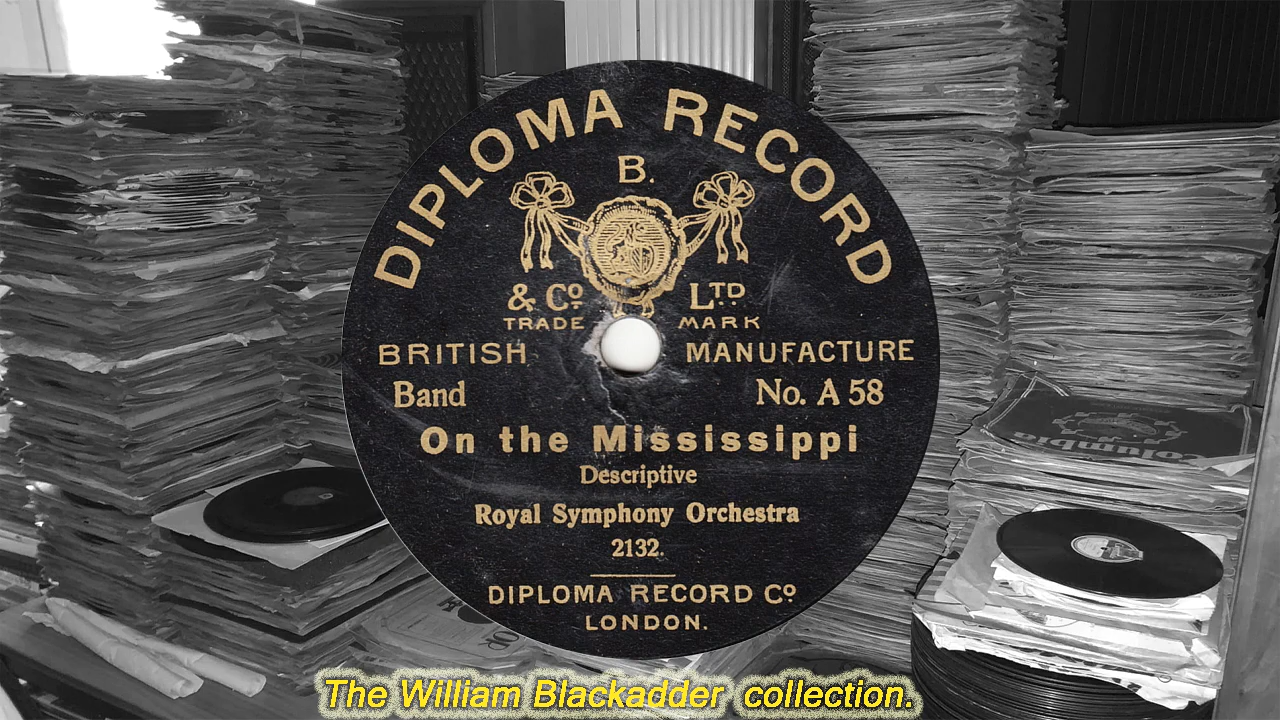 DIPLOMA RECORD
B.
& Cº LTD
TRADE MARK
BRITISH MANUFACTURE
Band No. A 58
On the Mississippi
Descriptive
Royal Symphony Orchestra
2132.
DIPLOMA RECORD Cº
LONDON.
Columbia
The William Blackadder collection.